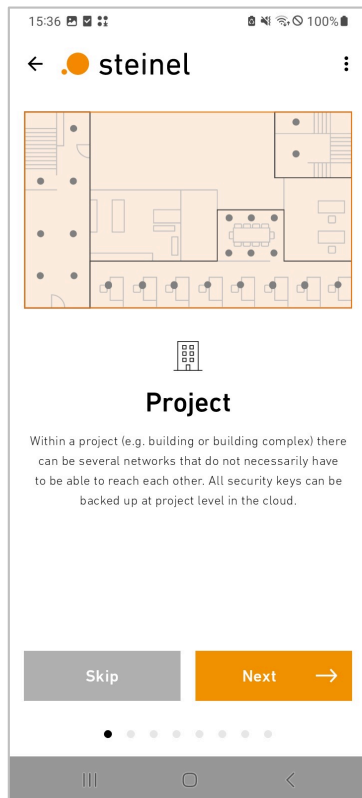 15:36
100%
steinel
Project
Within a project (e.g. building or building complex) there
can be several networks that do not necessarily have
to be able to reach each other. All security keys can be
backed up at project level in the cloud.
Skip
Next